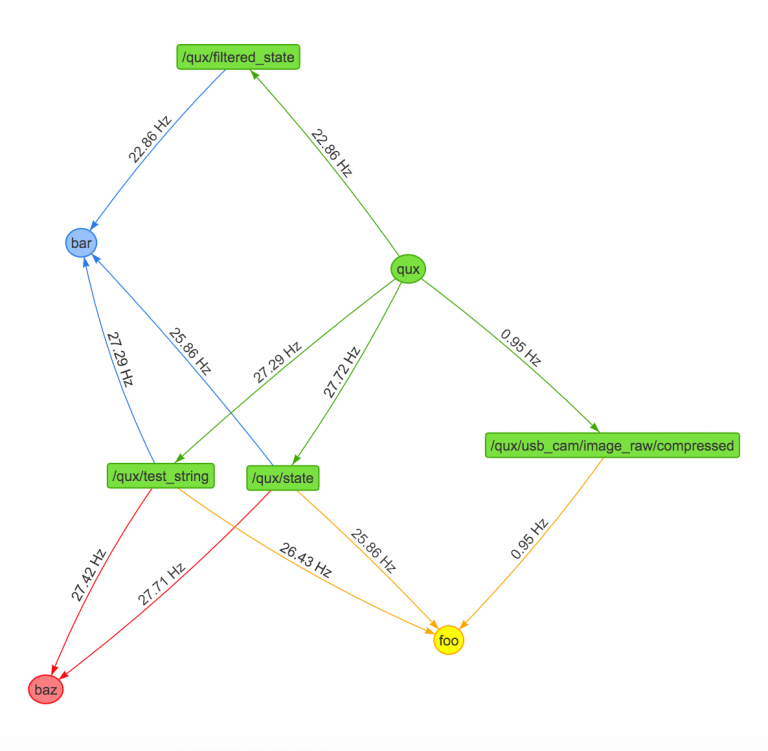 /qux/filtered_state
22.86 Hz
22.86 Hz
bar
qux
27.29 Hz
25.86 Hz
27.29 Hz
27.72 Hz
0.95 Hz
/qux/test_string
/qux/state
/qux/usb_cam/image_raw/compressed
27.42 Hz
27.71 Hz
26.43 Hz
25.86 Hz
0.95 Hz
foo
baz